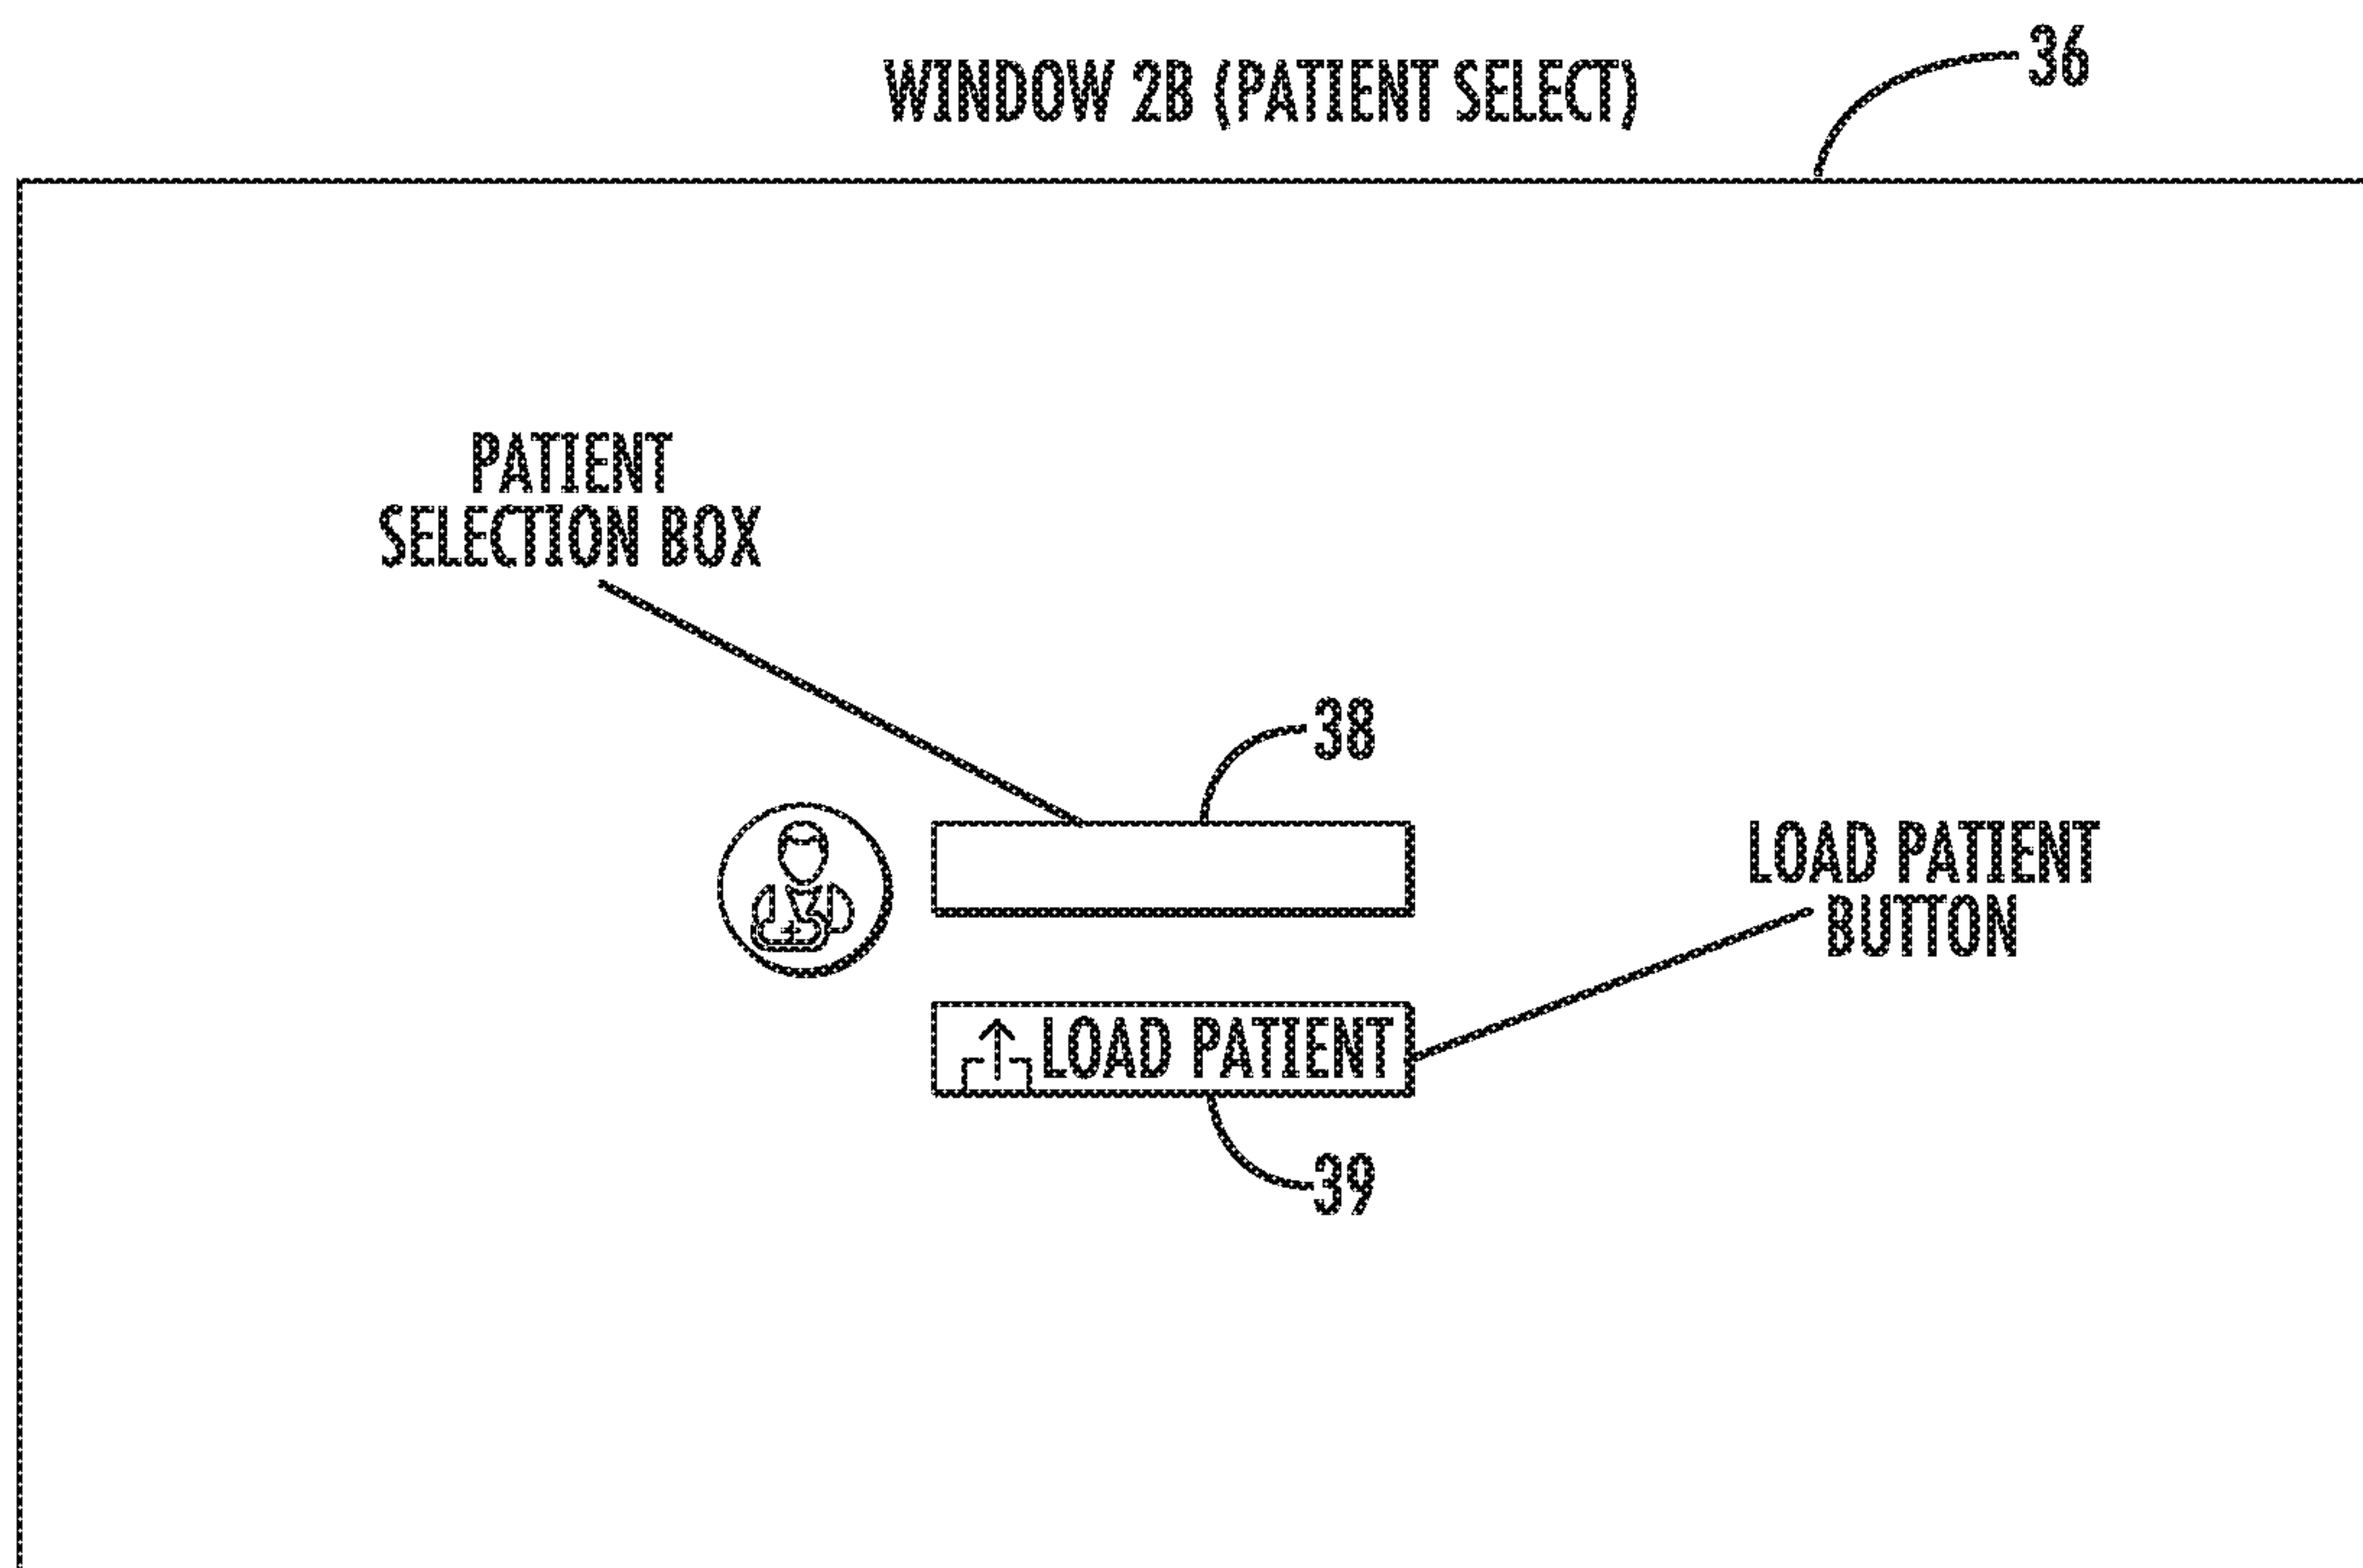 WINDOW 2B (PATIENT SELECT)
36
PATIENT
SELECTION BOX
38
LOAD PATIENT
BUTTON
LOAD PATIENT
39